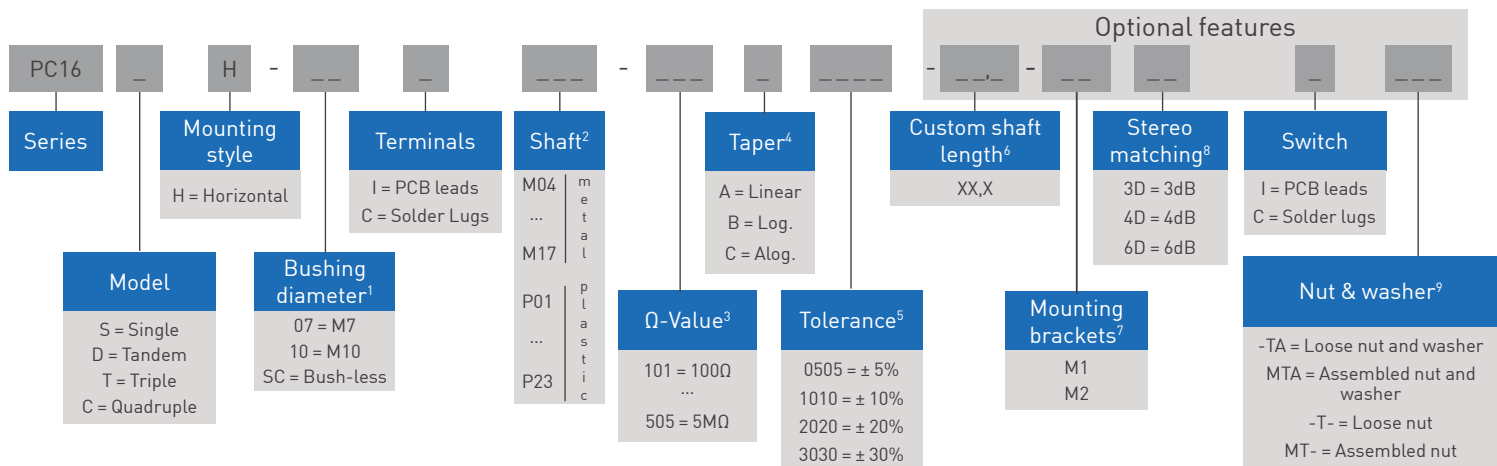 Optional features
PC16 _ H - _ _ _ _ _ _ - _ _ _ _ _ _ _ _ - _ _,_ - _ _ _ _ _ _ _ _
Series
Mounting
style
H = Horizontal
Terminals
I = PCB leads
C = Solder Lugs
Shaft2
M04
...
M17
metal
P01
...
P23
plastic
Taper4
A = Linear
B = Log.
C = Alog.
Custom shaft
length6
XX,X
Stereo
matching8
3D = 3dB
4D = 4dB
6D = 6dB
Switch
I = PCB leads
C = Solder lugs
Model
S = Single
D = Tandem
T = Triple
C = Quadruple
Bushing
diameter1
07 = M7
10 = M10
SC = Bush-less
Ω-Value3
101 = 100Ω
...
505 = 5MΩ
Tolerance5
0505 = ± 5%
1010 = ± 10%
2020 = ± 20%
3030 = ± 30%
Mounting
brackets7
M1
M2
Nut & washer9
-TA = Loose nut and washer
MTA = Assembled nut and
washer
-T- = Loose nut
MT- = Assembled nut